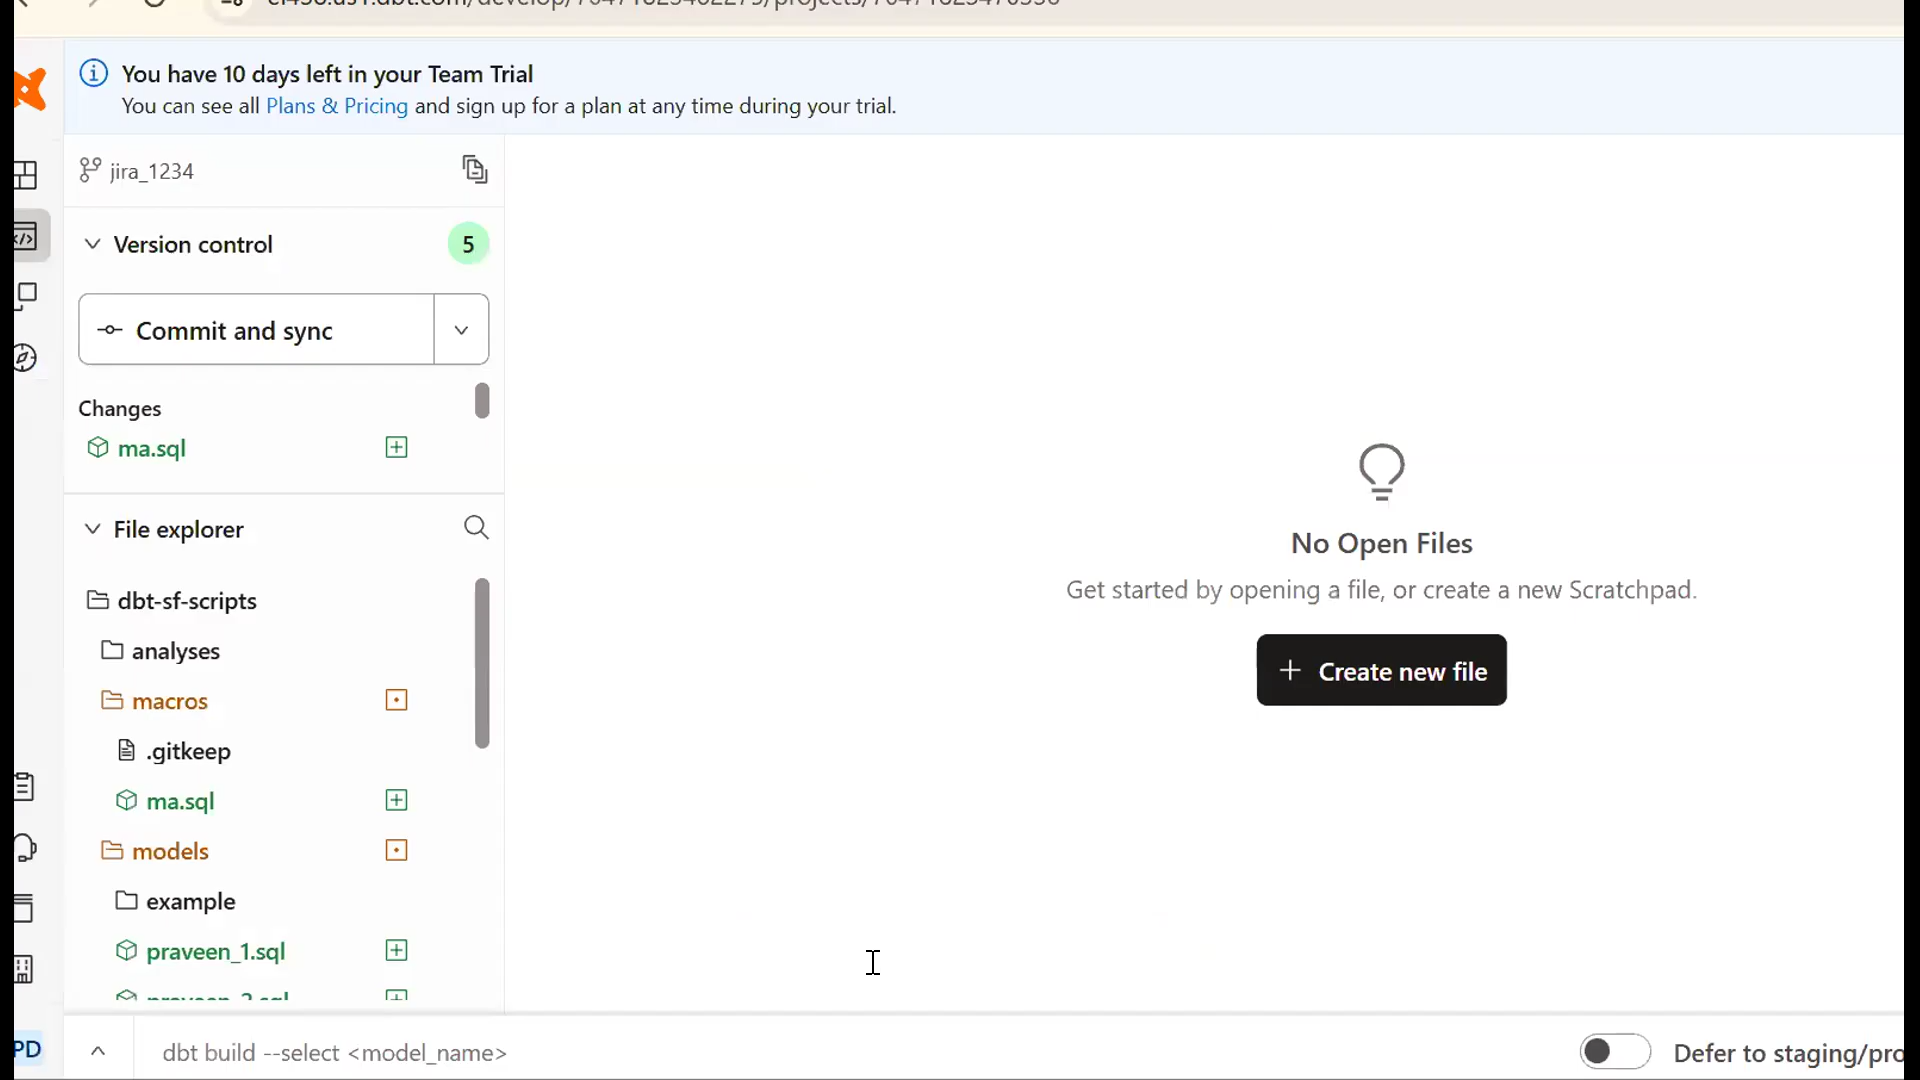 You have 10 days left in your Team Trial
You can see all Plans & Pricing and sign up for a plan at any time during your trial.
jira_1234
Version control
5
Commit and sync
Changes
ma.sql
File explorer
dbt-sf-scripts
analyses
macros
.gitkeep
ma.sql
models
example
praveen_1.sql
No Open Files
Get started by opening a file, or create a new Scratchpad.
Create new file
PD
dbt build --select <model_name>
Defer to staging/pro